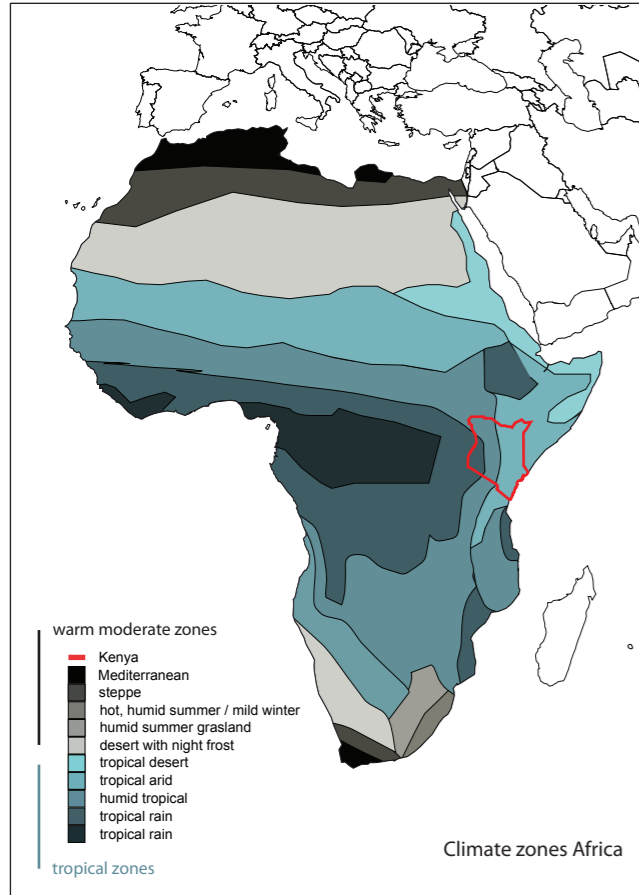 warm moderate zones
Kenya
Mediterranean
steppe
hot, humid summer / mild winter
humid summer grasland
desert with night frost
tropical desert
tropical arid
humid tropical
tropical rain
tropical rain
tropical zones
Climate zones Africa